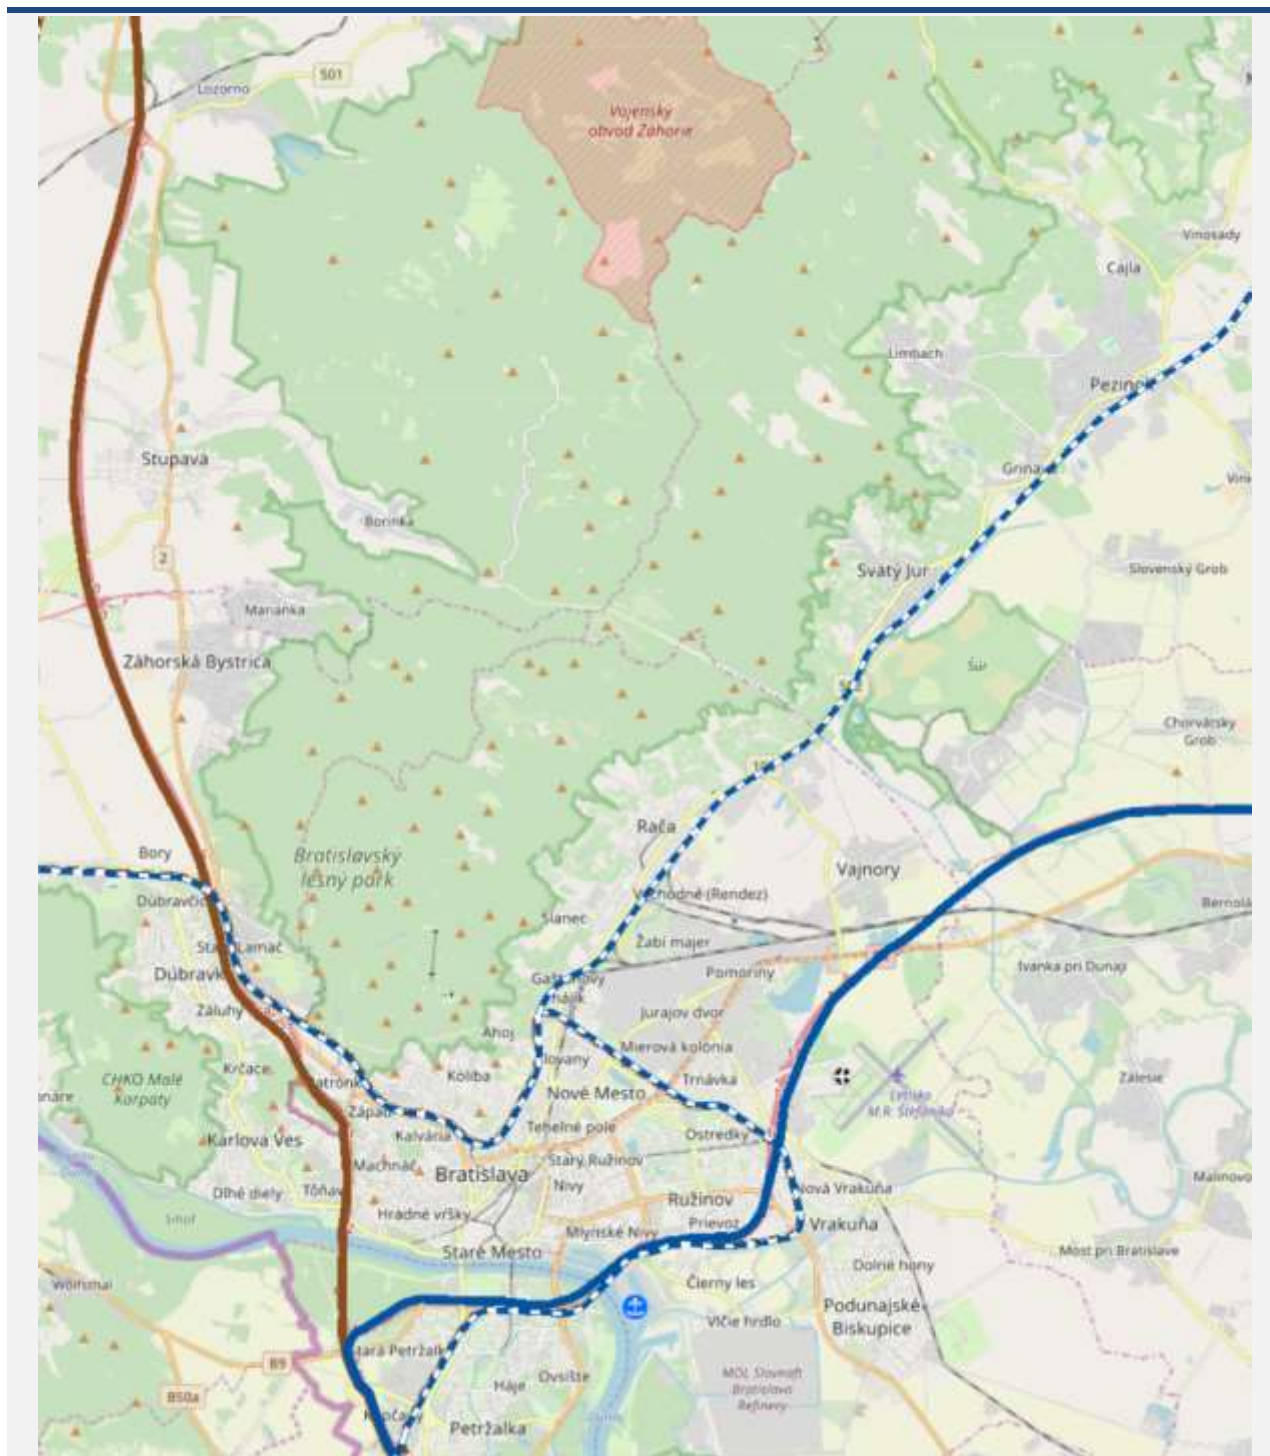 501
Lozorno
Vojenský
obvod Záhorie
Vinosady
Cajla
Limbach
Pezinok
Grinava
Stupava
Borinka
2
Svätý Jur
Slovenský Grob
Marianka
Záhorská Bystrica
Šúr
502
Chorvátsky
Grob
Rača
Bory
Bratislavský
lesný park
Vajnory
Východné (Rendez)
Slanec
Žabí majer
Pomoriny
Ivanka pri Dunaji
Dúbravka
Záluhy
Gaštanový
hájik
Jurajov dvor
Ahoj
Mierová kolónia
Krčace
Koliba
Trnávka
Nové Mesto
CHKO Malé
Karpaty
Letisko
M.R. Štefánika
Zálesie
Kalvária
Tehelné pole
Ostredky
Karlova Ves
Machnáč
Bratislava
Starý Ružinov
Nivy
Ružinov
Nová Vrakuňa
Malinovo
Dlhé diely
Hradné vŕšky
Mlynské Nivy
Prievoz
Vrakuňa
Staré Mesto
Most pri Bratislave
Dolné hony
Čierny les
Wolfsthal
Podunajské
Biskupice
Vlčie hrdlo
Stará Petržalka
B9
B50a
Ovsište
Háje
MOL Slovnaft
Bratislava
Refinery
Kopčany
Petržalka